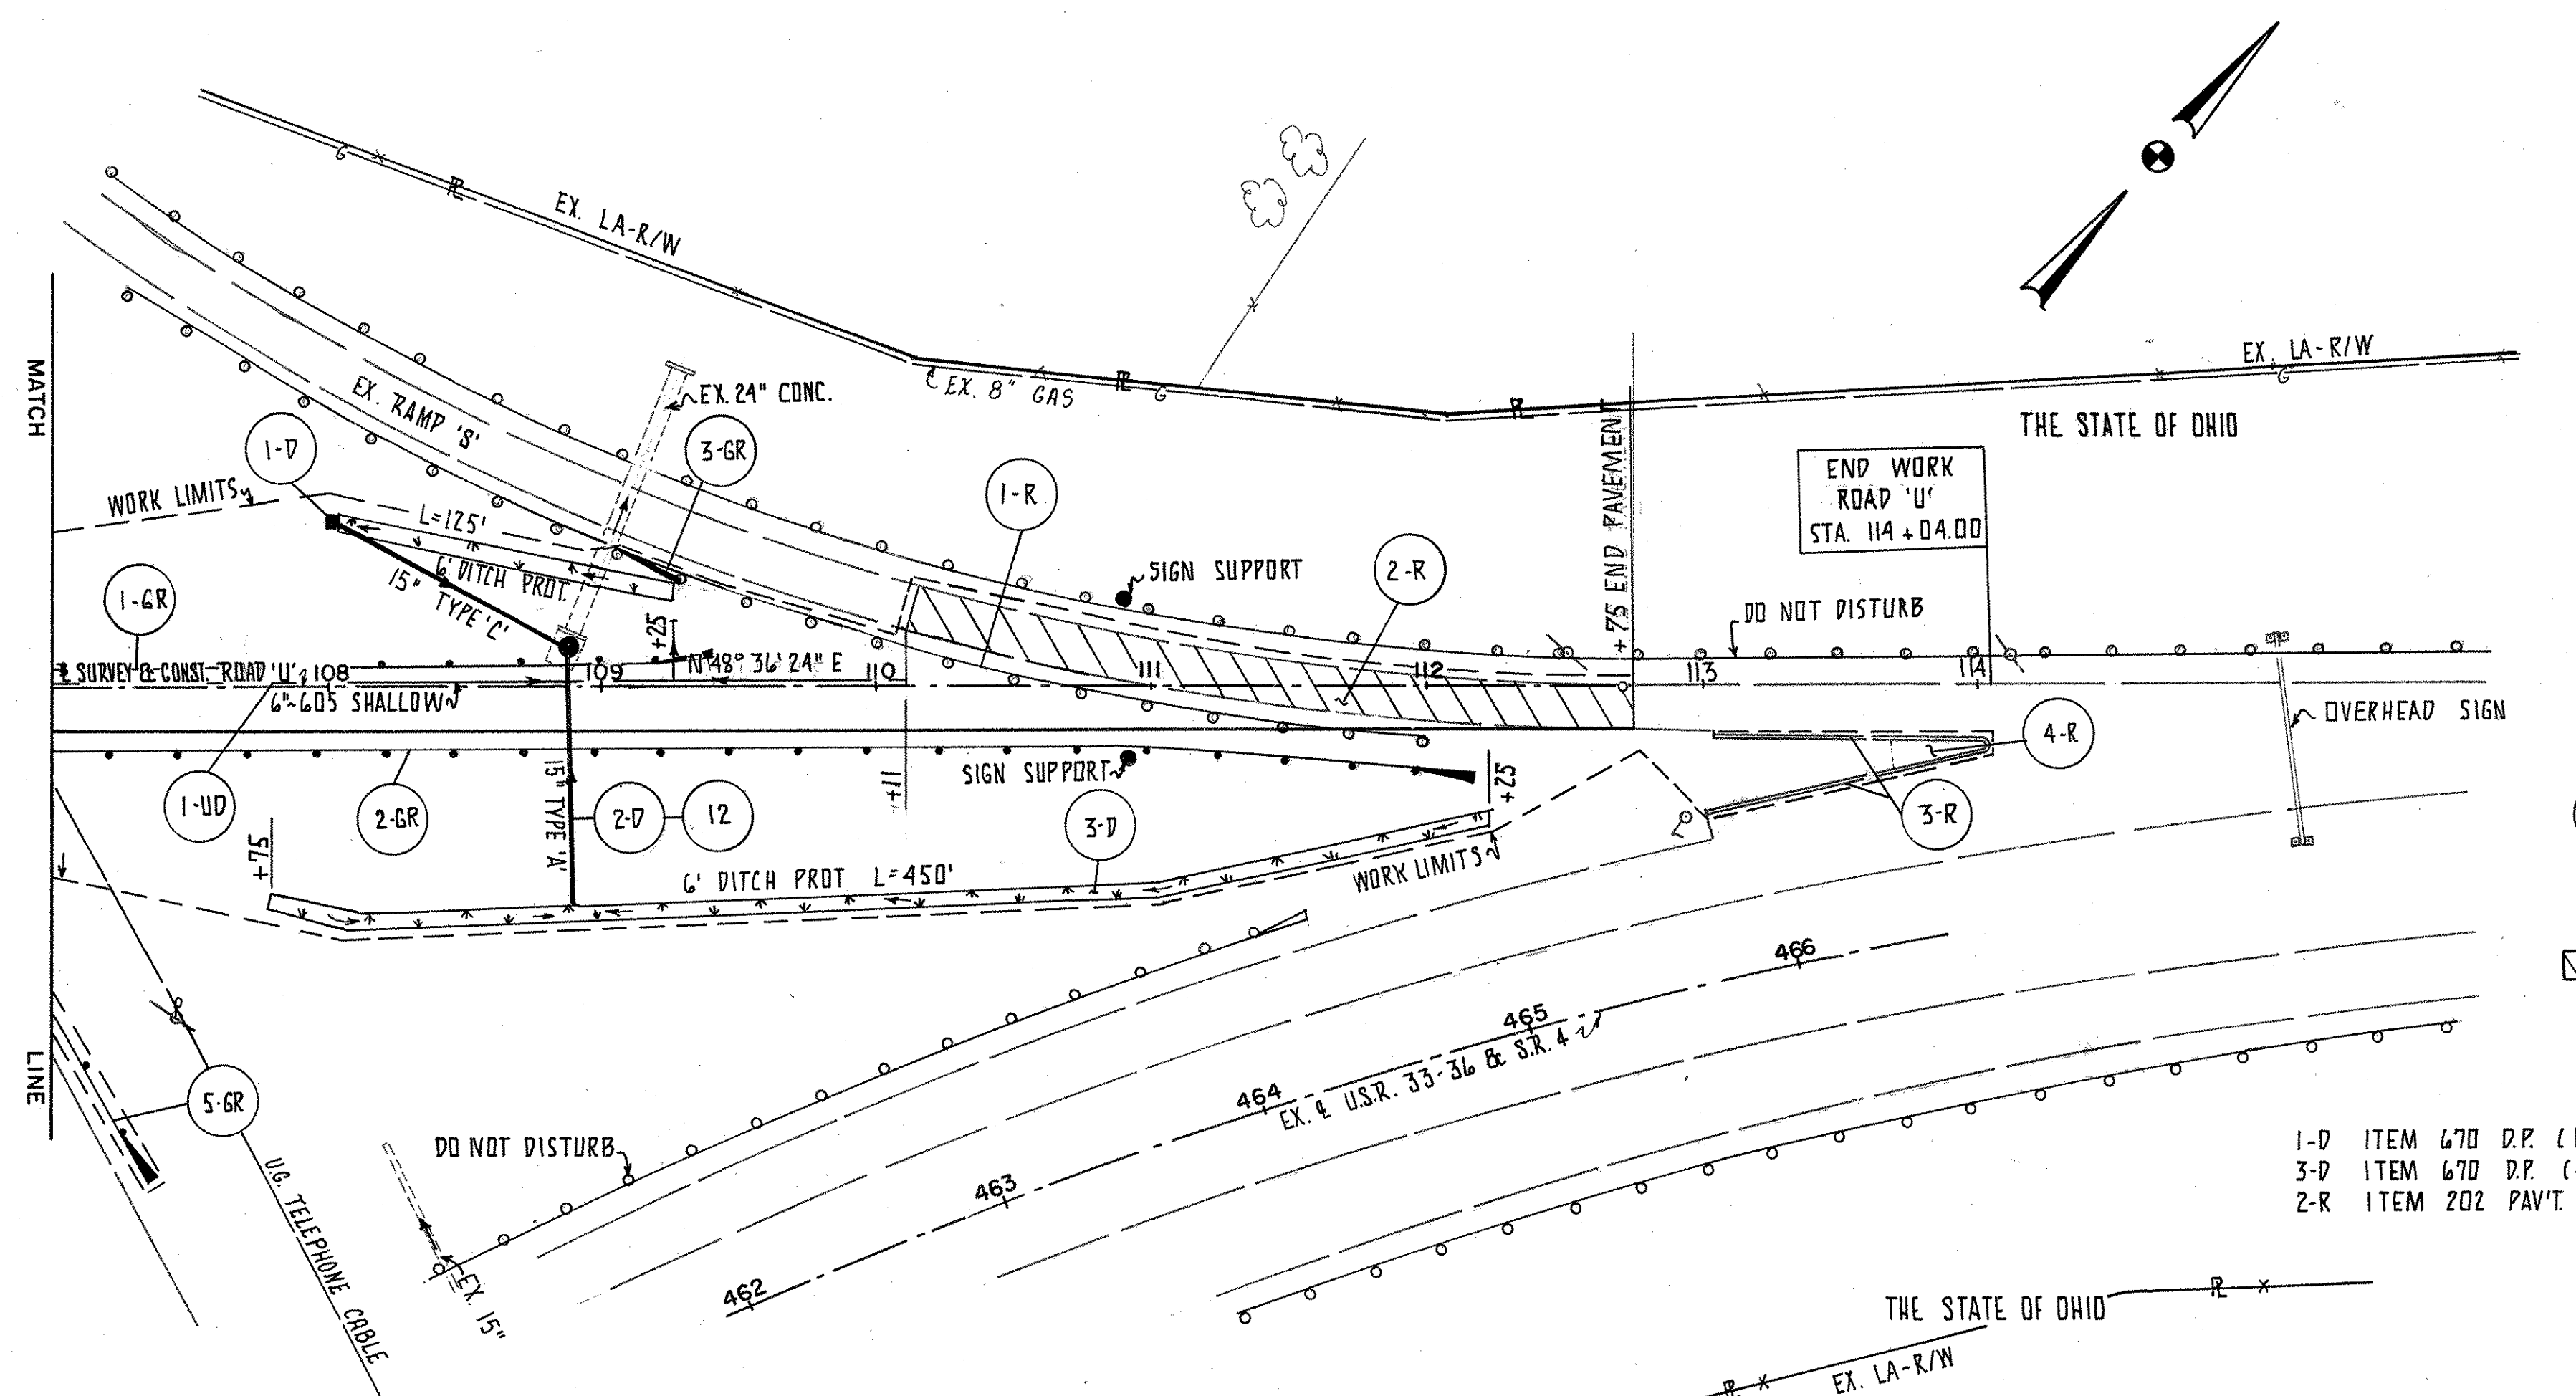 EX. LA-R/W
G
PL
EX. 8" GAS
G
PL
PL
EX. LA-R/W
G
THE STATE OF OHIO
END WORK
ROAD 'U'
STA. 114 + 04.00
MATCH
LINE
EX. RAMP 'S'
EX. 24" CONC.
1-D
3-GR
1-R
WORK LIMITS
L=125'
6' DITCH PROT.
15" TYPE 'C'
1-GR
SIGN SUPPORT
2-R
+75 END PAVEMENT
DO NOT DISTURB
+25
N 48° 36' 24" E
℄ SURVEY & CONST. ROAD 'U'
108
109
110
111
112
113
114
6"-605 SHALLOW
OVERHEAD SIGN
4-R
3-R
SIGN SUPPORT
+11
+25
1-UD
2-GR
15" TYPE 'A'
2-D
12
3-D
+75
6' DITCH PROT L=450'
WORK LIMITS
5-GR
U.G. TELEPHONE CABLE
DO NOT DISTURB
EX. 15"
462
463
464
465
466
EX. ℄ U.S.R. 33-36 & S.R. 4
1-D ITEM 670 D.P. (
3-D ITEM 670 D.P. (
2-R ITEM 202 PAV'T.
THE STATE OF OHIO
PL
PL
EX. LA-R/W